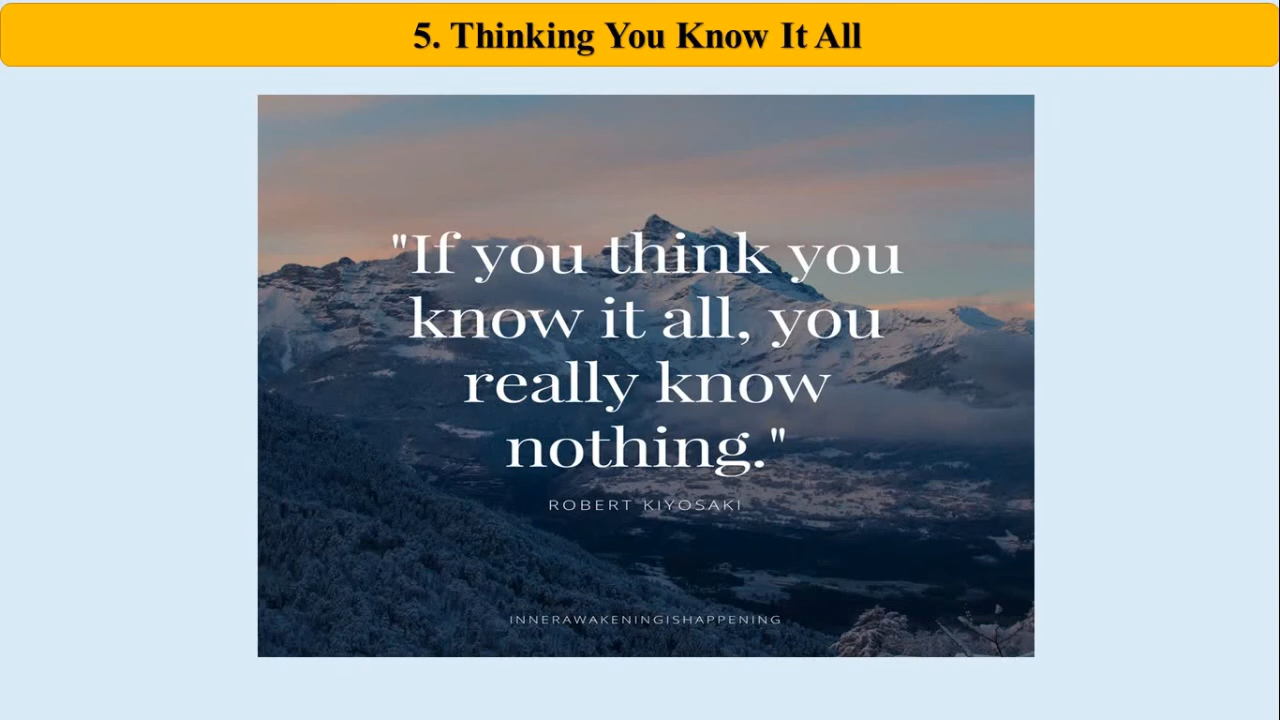 5. Thinking You Know It All
"If you think you
know it all, you
really know
nothing."
ROBERT KIYOSAKI
INNERAWAKENINGISHAPPENING